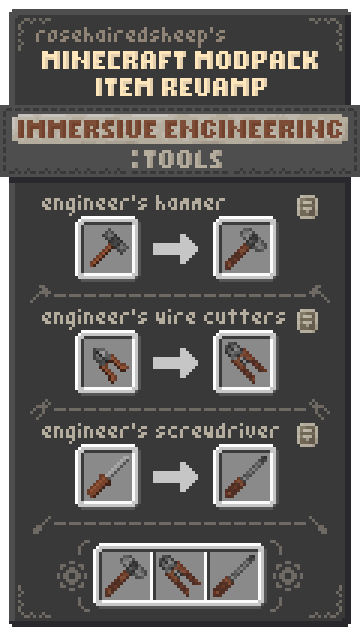 rosehairedsheep's
MINECRAFT MODPACK
ITEM REVAMP
IMMERSIVE ENGINEERING
:TOOLS
engineer's hammer
engineer's wire cutters
engineer's screwdriver